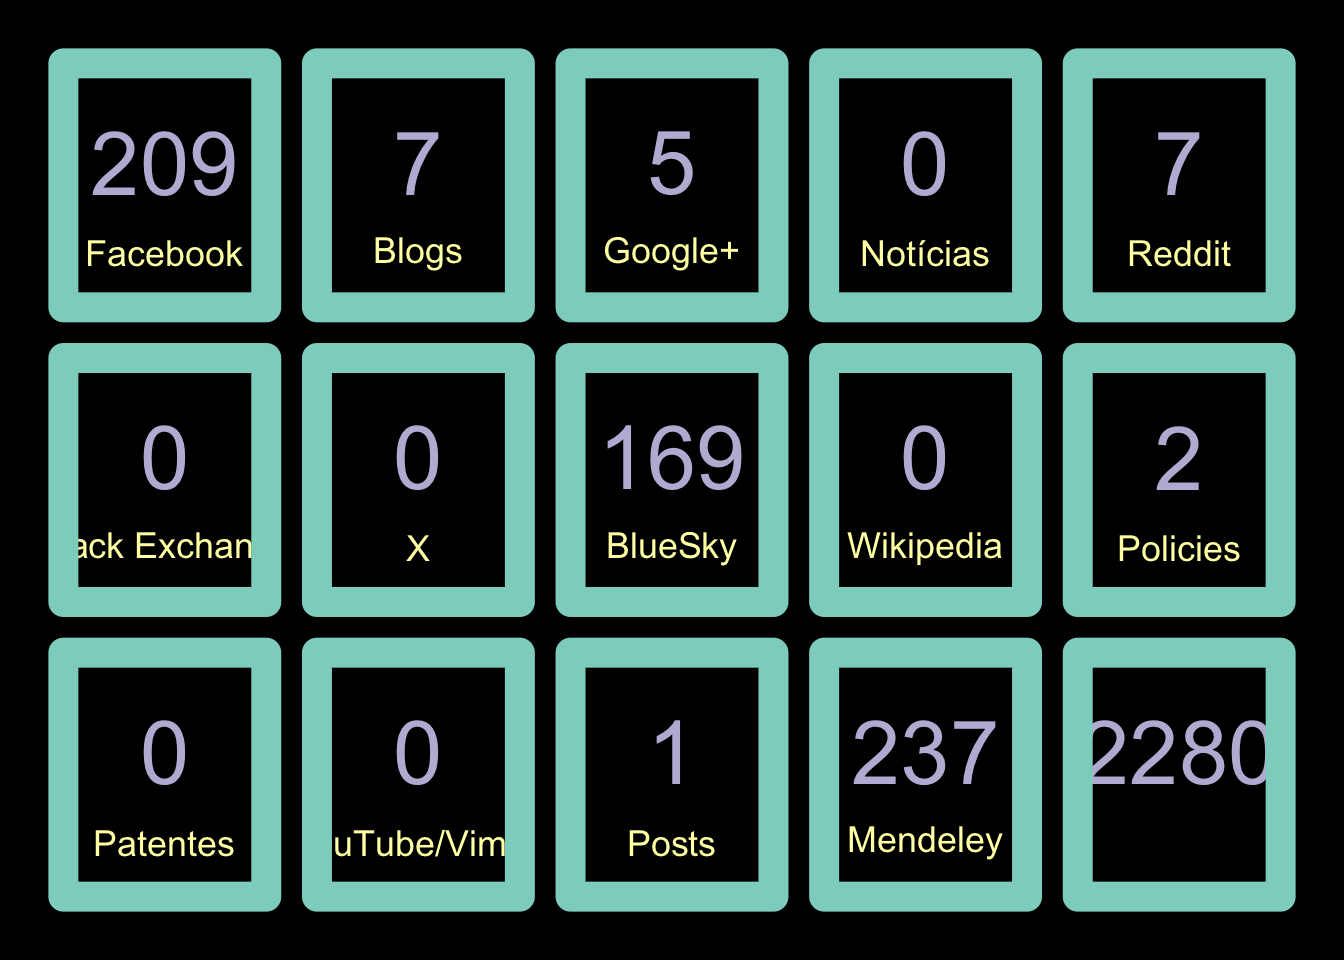 209
Facebook
7
Blogs
5
Google+
0
Notícias
7
Reddit
0
ack Exchan
0
X
169
BlueSky
0
Wikipedia
2
Policies
0
Patentes
0
uTube/Vim
1
Posts
237
Mendeley
2280